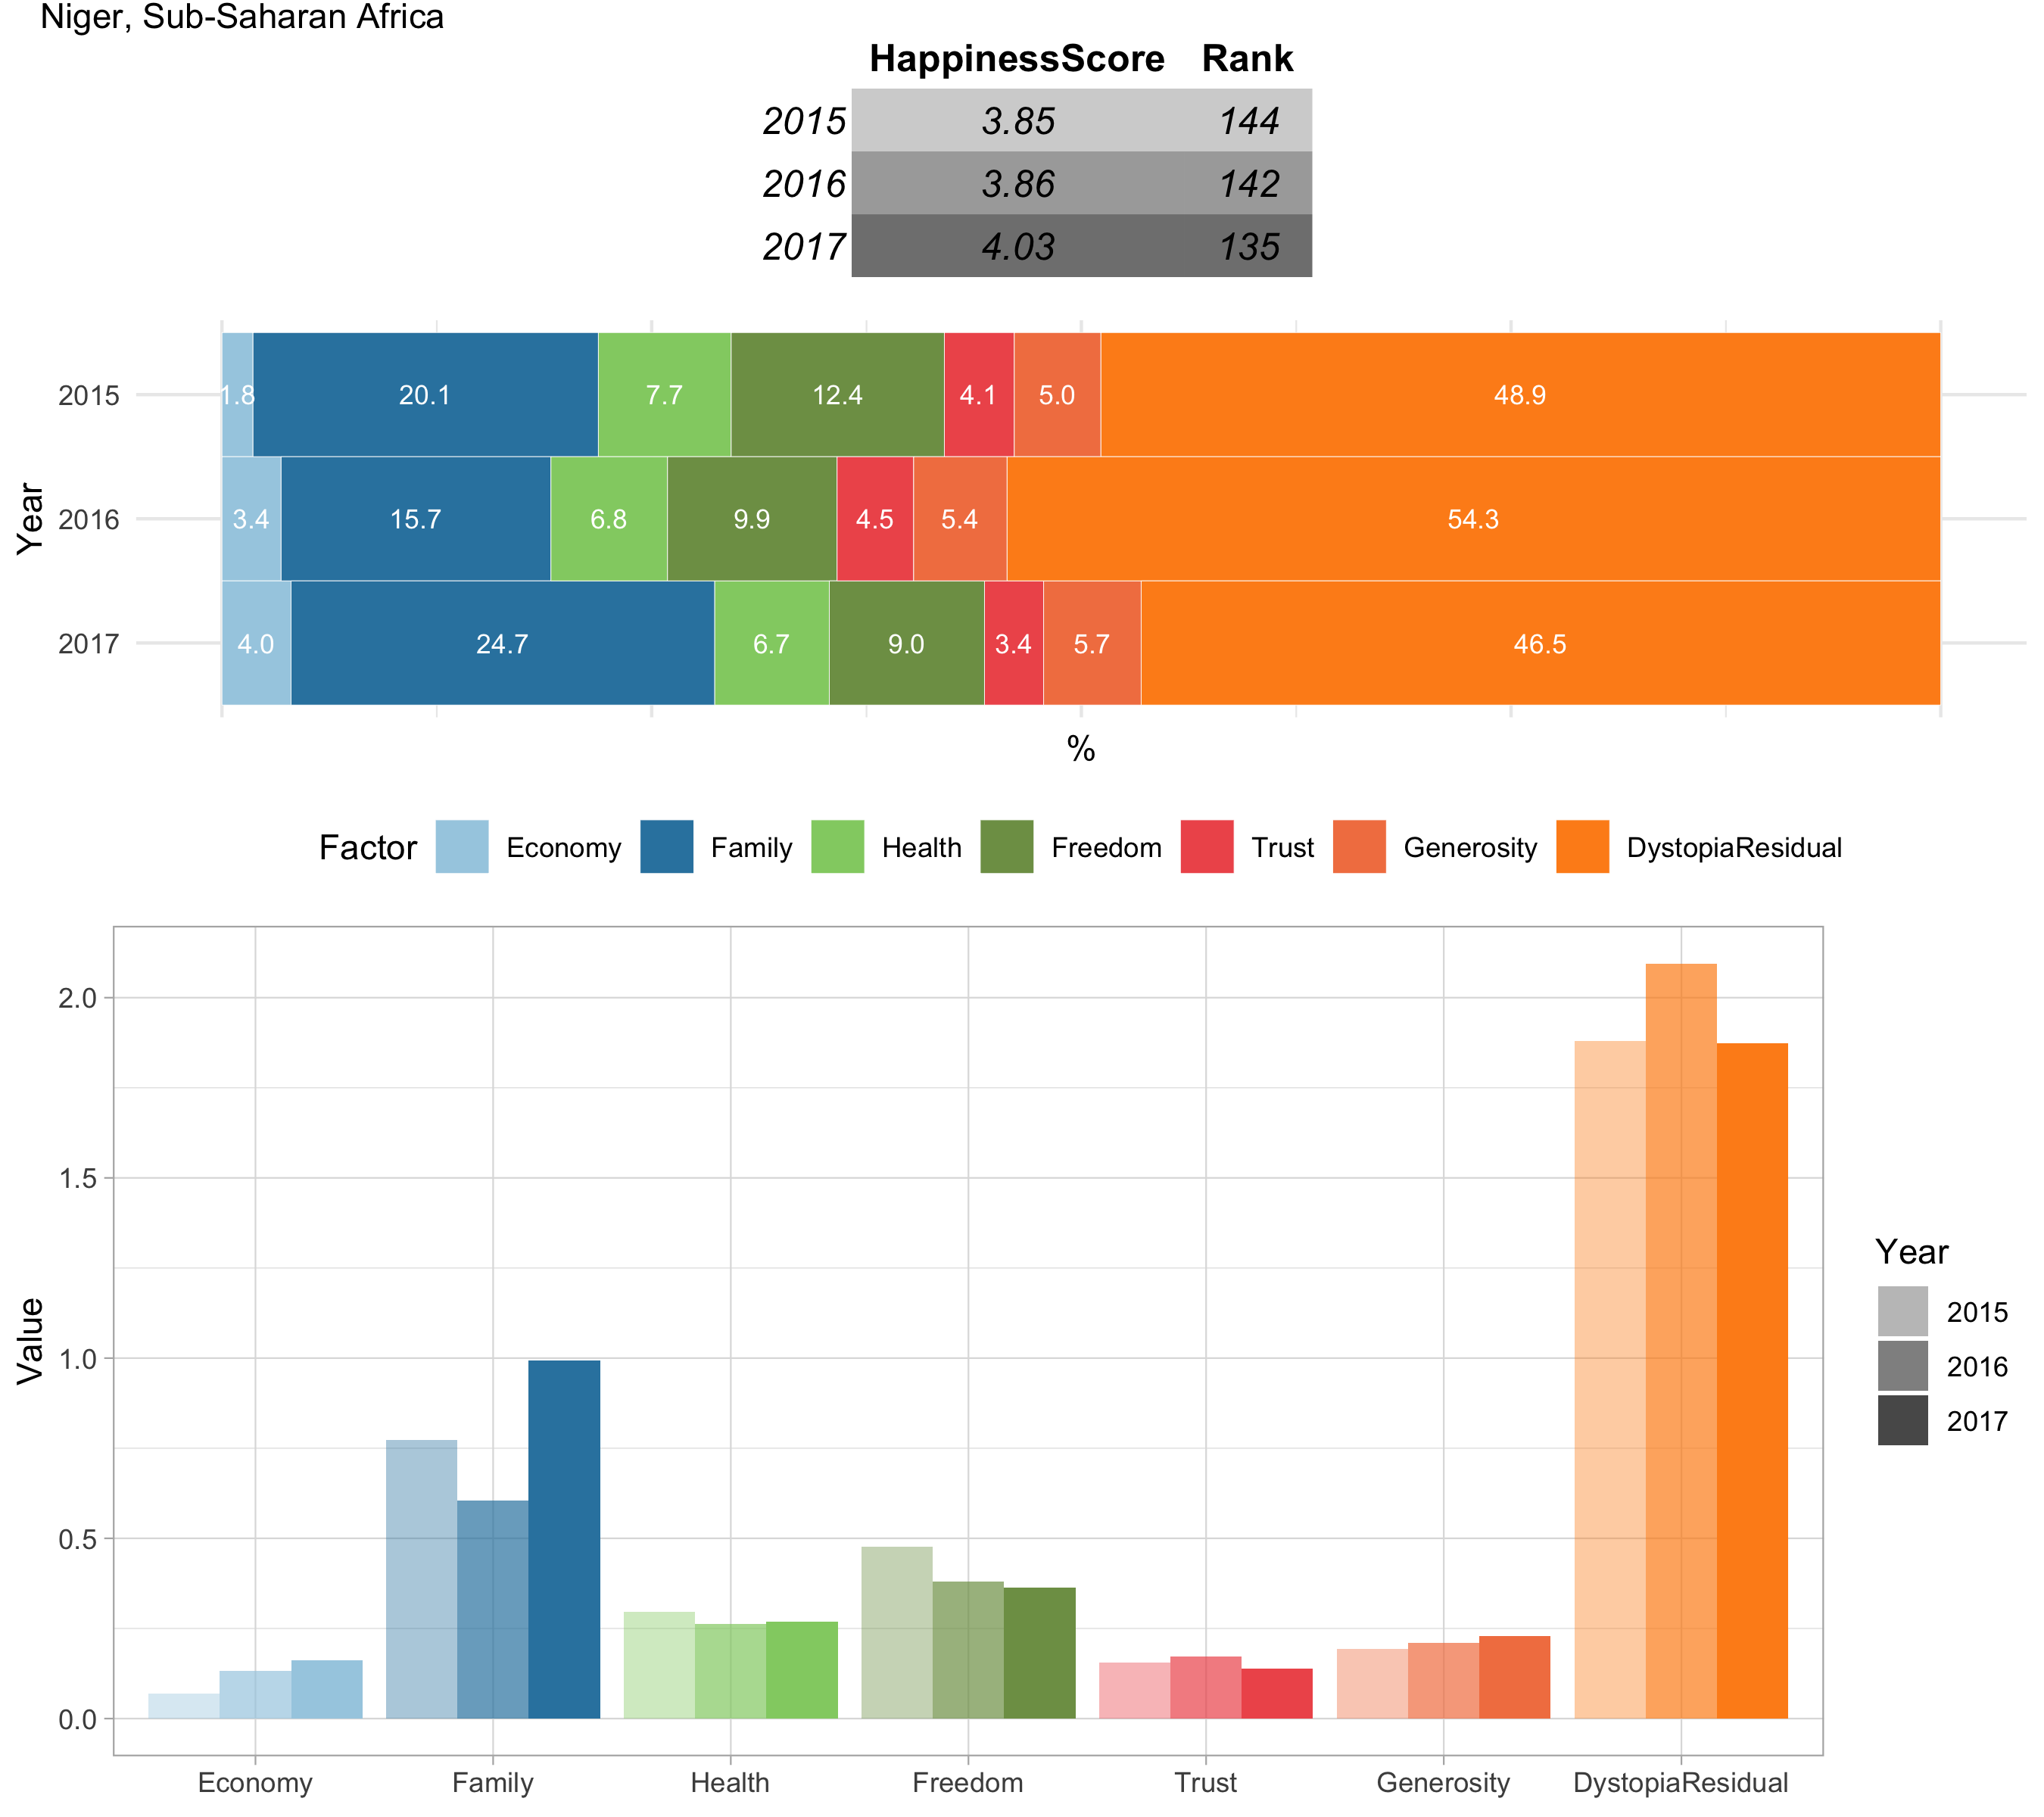 Niger, Sub-Saharan Africa
HappinessScore Rank
2015 3.85 144
2016 3.86 142
2017 4.03 135
Year
2015 1.8 20.1 7.7 12.4 4.1 5.0 48.9
2016 3.4 15.7 6.8 9.9 4.5 5.4 54.3
2017 4.0 24.7 6.7 9.0 3.4 5.7 46.5
%
Factor Economy Family Health Freedom Trust Generosity DystopiaResidual
Value
2.0
1.5
1.0
0.5
0.0
Economy Family Health Freedom Trust Generosity DystopiaResidual
Year
2015
2016
2017